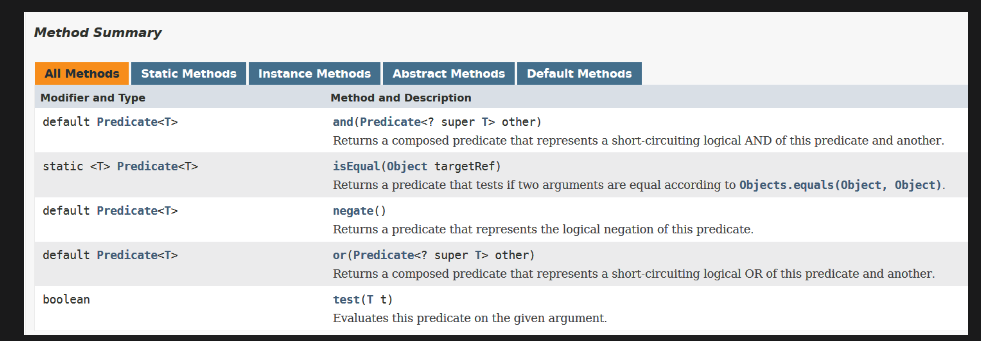 Method Summary
All Methods Static Methods Instance Methods Abstract Methods Default Methods
Modifier and Type Method and Description
default Predicate<T> and(Predicate<? super T> other)
Returns a composed predicate that represents a short-circuiting logical AND of this predicate and another.
static <T> Predicate<T> isEqual(Object targetRef)
Returns a predicate that tests if two arguments are equal according to Objects.equals(Object, Object).
default Predicate<T> negate()
Returns a predicate that represents the logical negation of this predicate.
default Predicate<T> or(Predicate<? super T> other)
Returns a composed predicate that represents a short-circuiting logical OR of this predicate and another.
boolean test(T t)
Evaluates this predicate on the given argument.